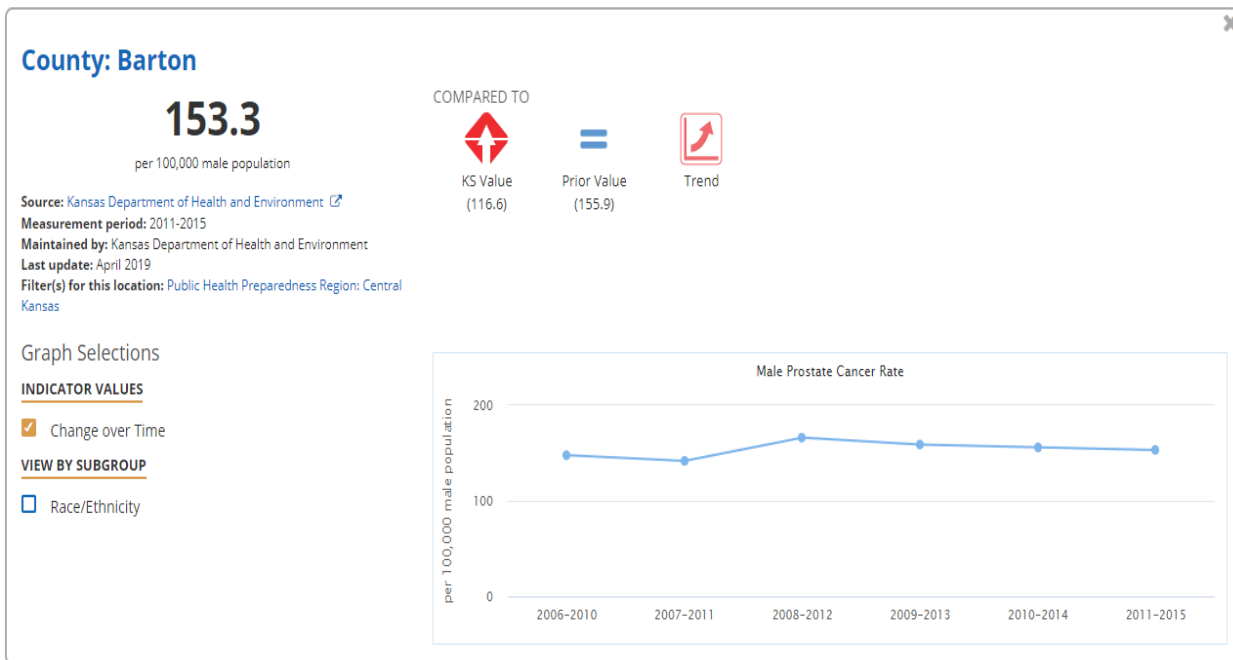 County: Barton
153.3
per 100,000 male population
Source: Kansas Department of Health and Environment
Measurement period: 2011-2015
Maintained by: Kansas Department of Health and Environment
Last update: April 2019
Filter(s) for this location: Public Health Preparedness Region: Central
Kansas
COMPARED TO
KS Value
(116.6)
=
Prior Value
(155.9)
Trend
Graph Selections
INDICATOR VALUES
Change over Time
VIEW BY SUBGROUP
Race/Ethnicity
Male Prostate Cancer Rate
per 100,000 male population
200
100
0
2006–2010 2007–2011 2008–2012 2009–2013 2010–2014 2011–2015